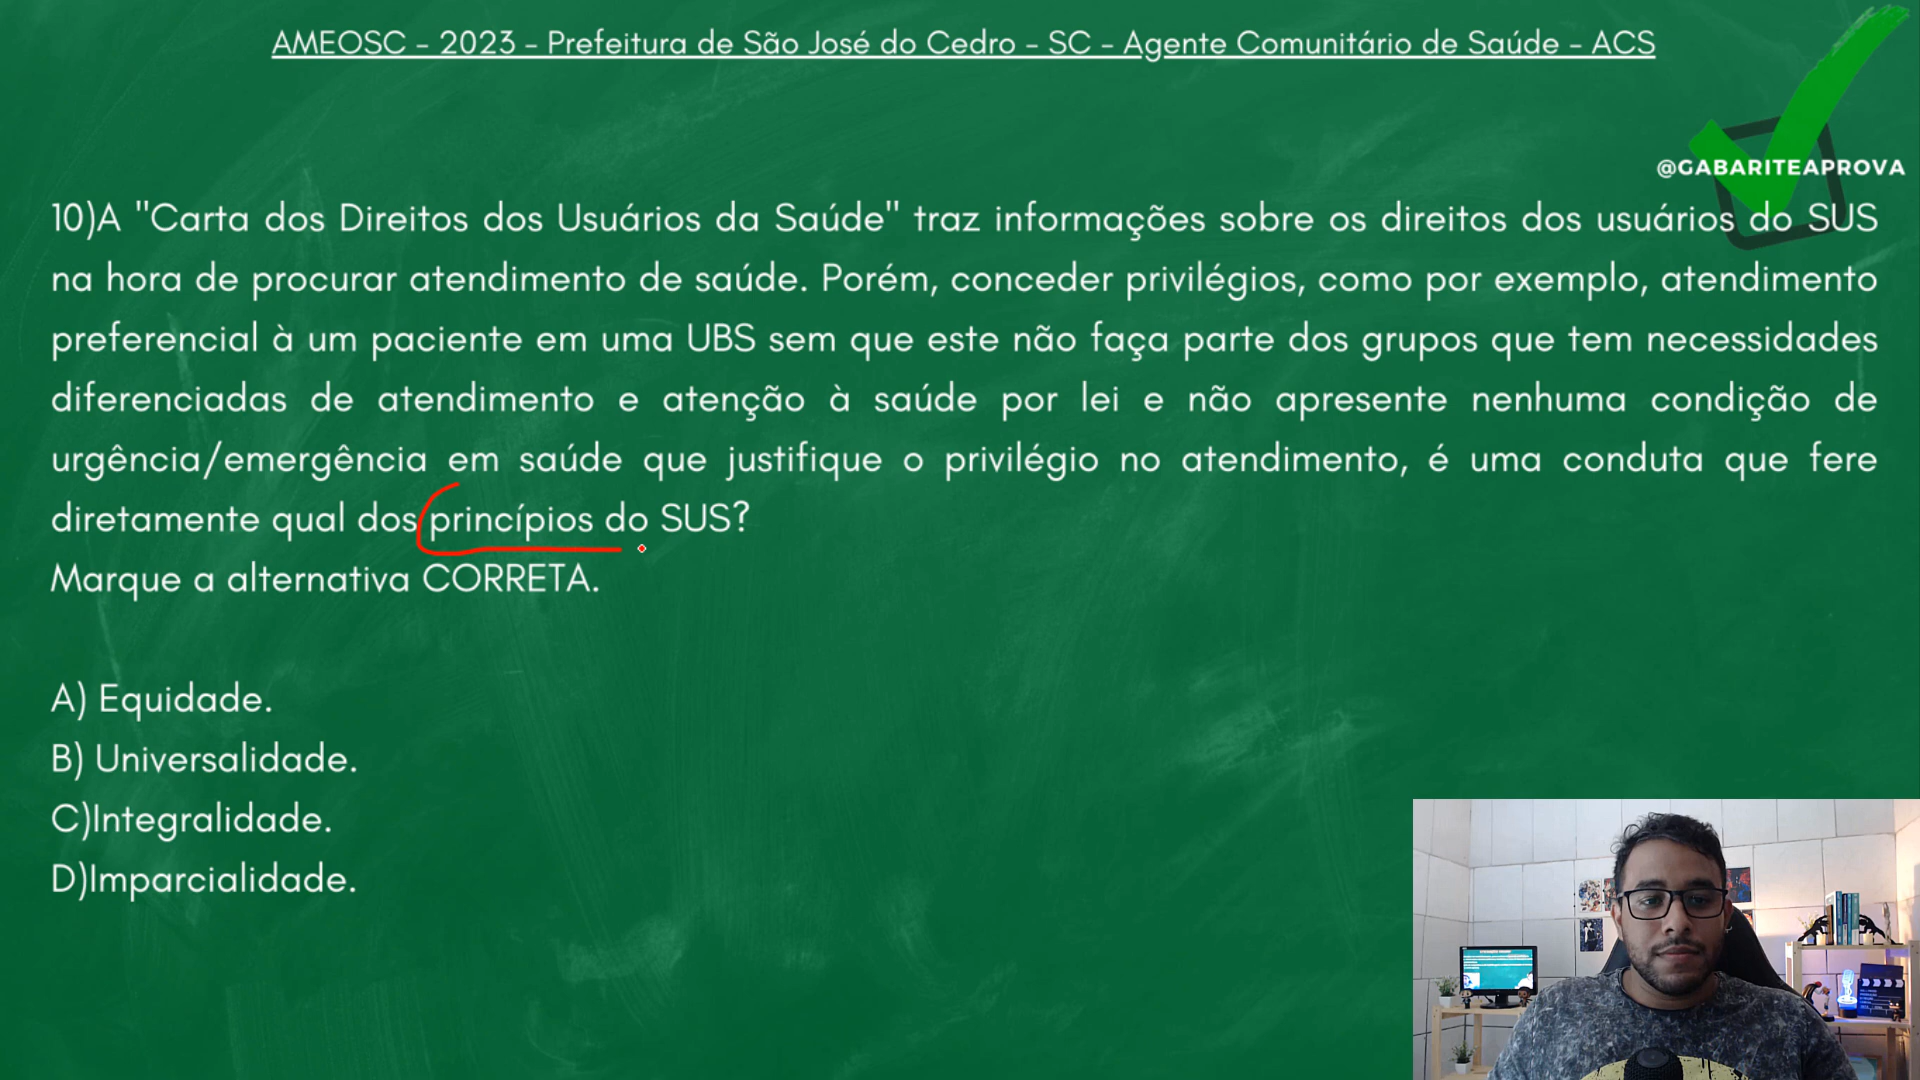 AMEOSC - 2023 - Prefeitura de São José do Cedro - SC - Agente Comunitário de Saúde - ACS
@GABARITEAPROVA
10)A "Carta dos Direitos dos Usuários da Saúde" traz informações sobre os direitos dos usuários do SUS
na hora de procurar atendimento de saúde. Porém, conceder privilégios, como por exemplo, atendimento
preferencial à um paciente em uma UBS sem que este não faça parte dos grupos que tem necessidades
diferenciadas de atendimento e atenção à saúde por lei e não apresente nenhuma condição de
urgência/emergência em saúde que justifique o privilégio no atendimento, é uma conduta que fere
diretamente qual dos princípios do SUS?
Marque a alternativa CORRETA.
A) Equidade.
B) Universalidade.
C)Integralidade.
D)Imparcialidade.